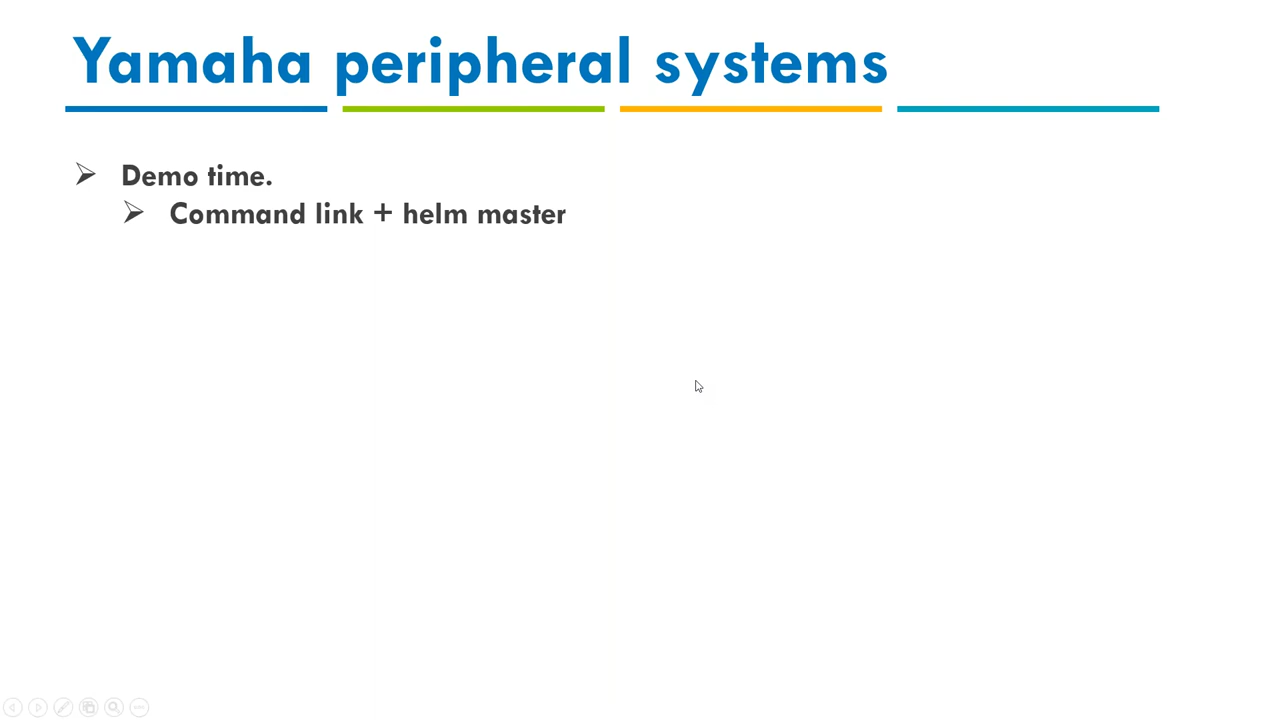 Yamaha peripheral systems
Demo time.
Command link + helm master